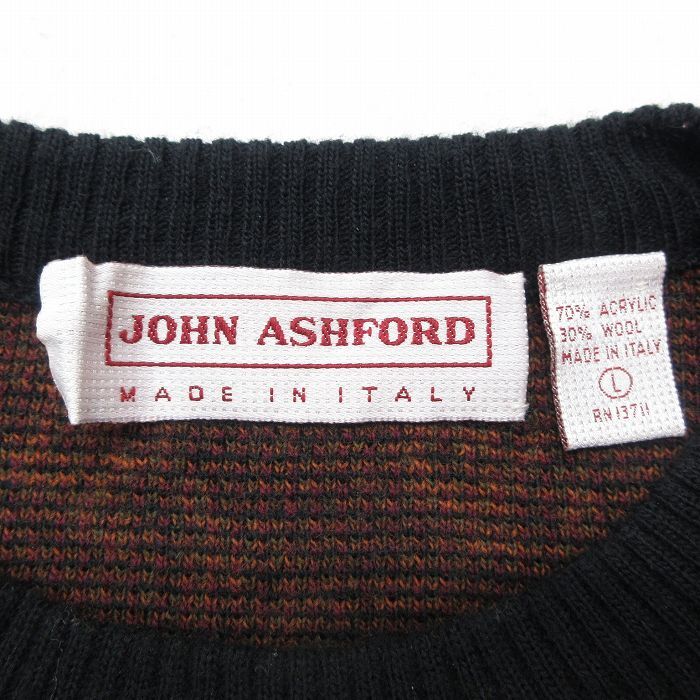 JOHN ASHFORD
MADE IN ITALY
70% ACRYLIC
30% WOOL
MADE IN ITALY
L
RN 13711